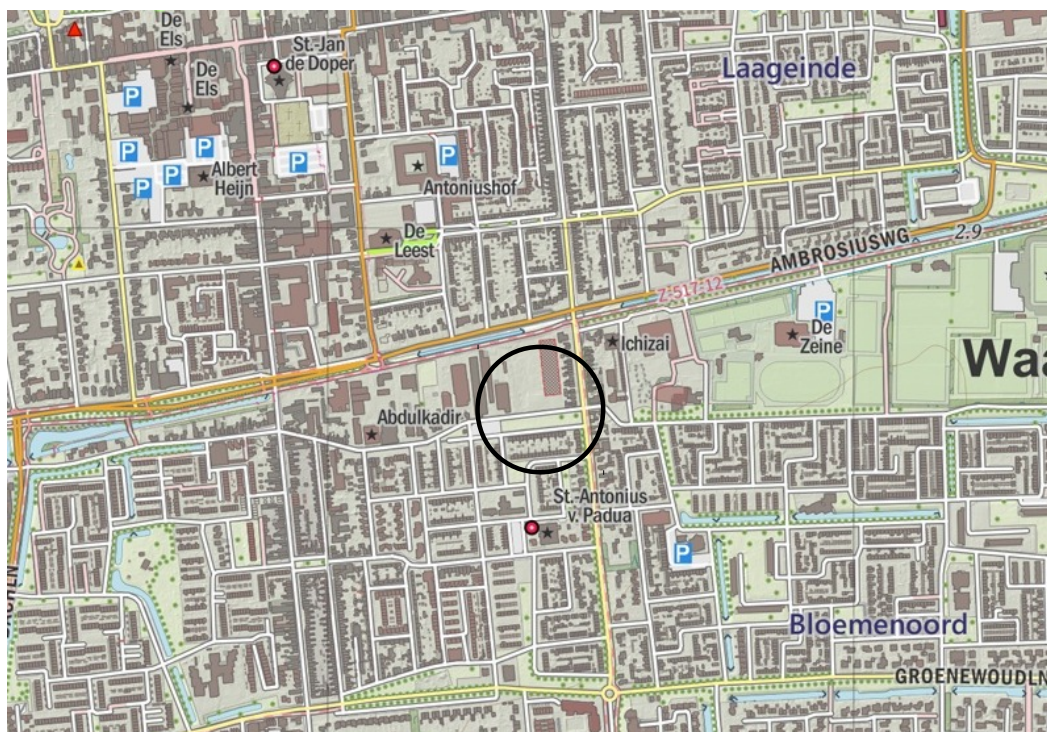 De
Els
St.-Jan
de Doper
De
Els
P
P
P
P
P
P
P
Albert
Heijn
Antoniushof
Laageinde
De
Leest
AMBROSIUSWG
2.9
Z-517-12
P
De
Zeine
Ichizai
Waa
Abdulkadir
St.-Antonius
v. Padua
P
Bloemenoord
GROENEWOUDLN